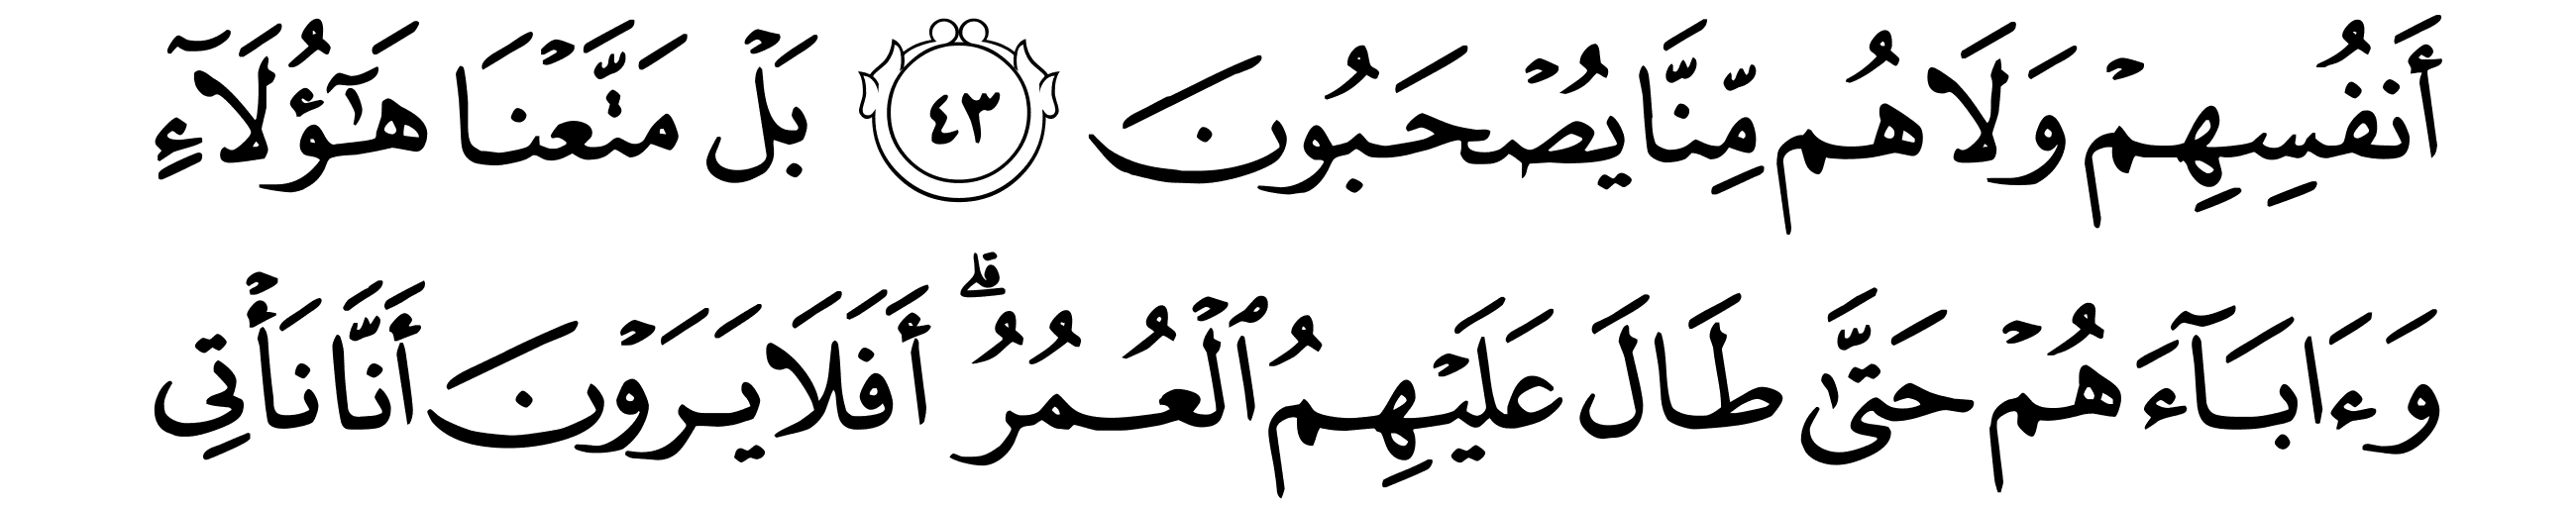 أَنفُسِهِمْ وَلَا هُم مِّنَّا يُصْحَبُونَ ٤٣ بَلْ مَتَّعْنَا هَٰٓؤُلَآءِ
وَءَابَآءَهُمْ حَتَّىٰ طَالَ عَلَيْهِمُ ٱلْعُمُرُ ۗ أَفَلَا يَرَوْنَ أَنَّا نَأْتِى